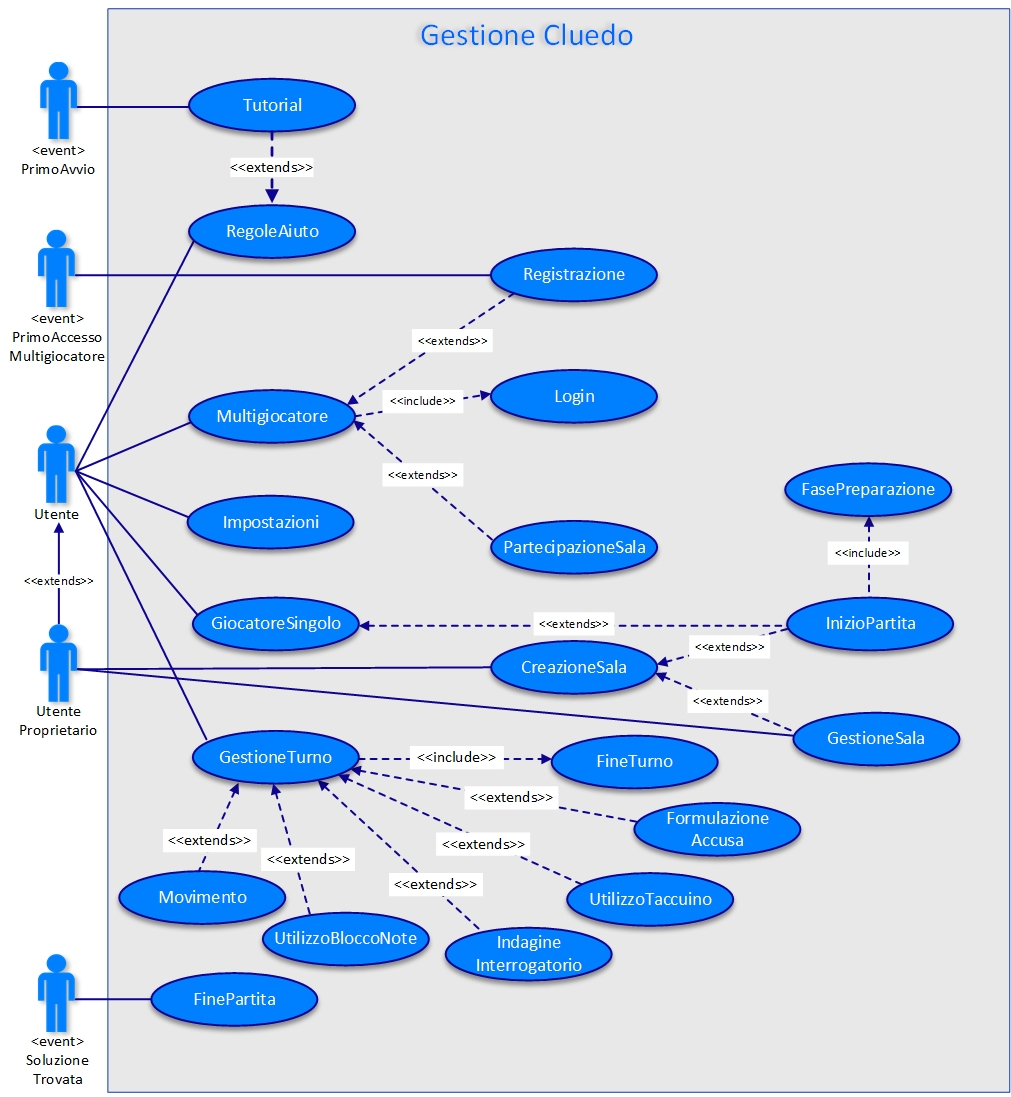 Gestione Cluedo
Tutorial
<event>
PrimoAvvio
<<extends>>
RegoleAiuto
Registrazione
<event>
PrimoAccesso
Multigiocatore
<<extends>>
Login
<<include>>
Multigiocatore
<<extends>>
FasePreparazione
Utente
Impostazioni
PartecipazioneSala
<<include>>
<<extends>>
GiocatoreSingolo
<<extends>>
InizioPartita
<<extends>>
CreazioneSala
Utente
Proprietario
<<extends>>
GestioneSala
GestioneTurno
<<include>>
FineTurno
<<extends>>
Formulazione
Accusa
<<extends>>
<<extends>>
<<extends>>
<<extends>>
Movimento
UtilizzoTaccuino
UtilizzoBloccoNote
Indagine
Interrogatorio
FinePartita
<event>
Soluzione
Trovata